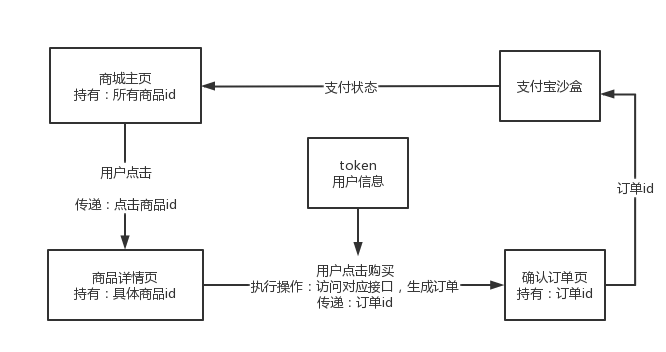 商城主页
持有：所有商品id
支付状态
支付宝沙盒
用户点击
传递：点击商品id
token
用户信息
订单id
商品详情页
持有：具体商品id
用户点击购买
执行操作：访问对应接口，生成订单
传递：订单id
确认订单页
持有：订单id